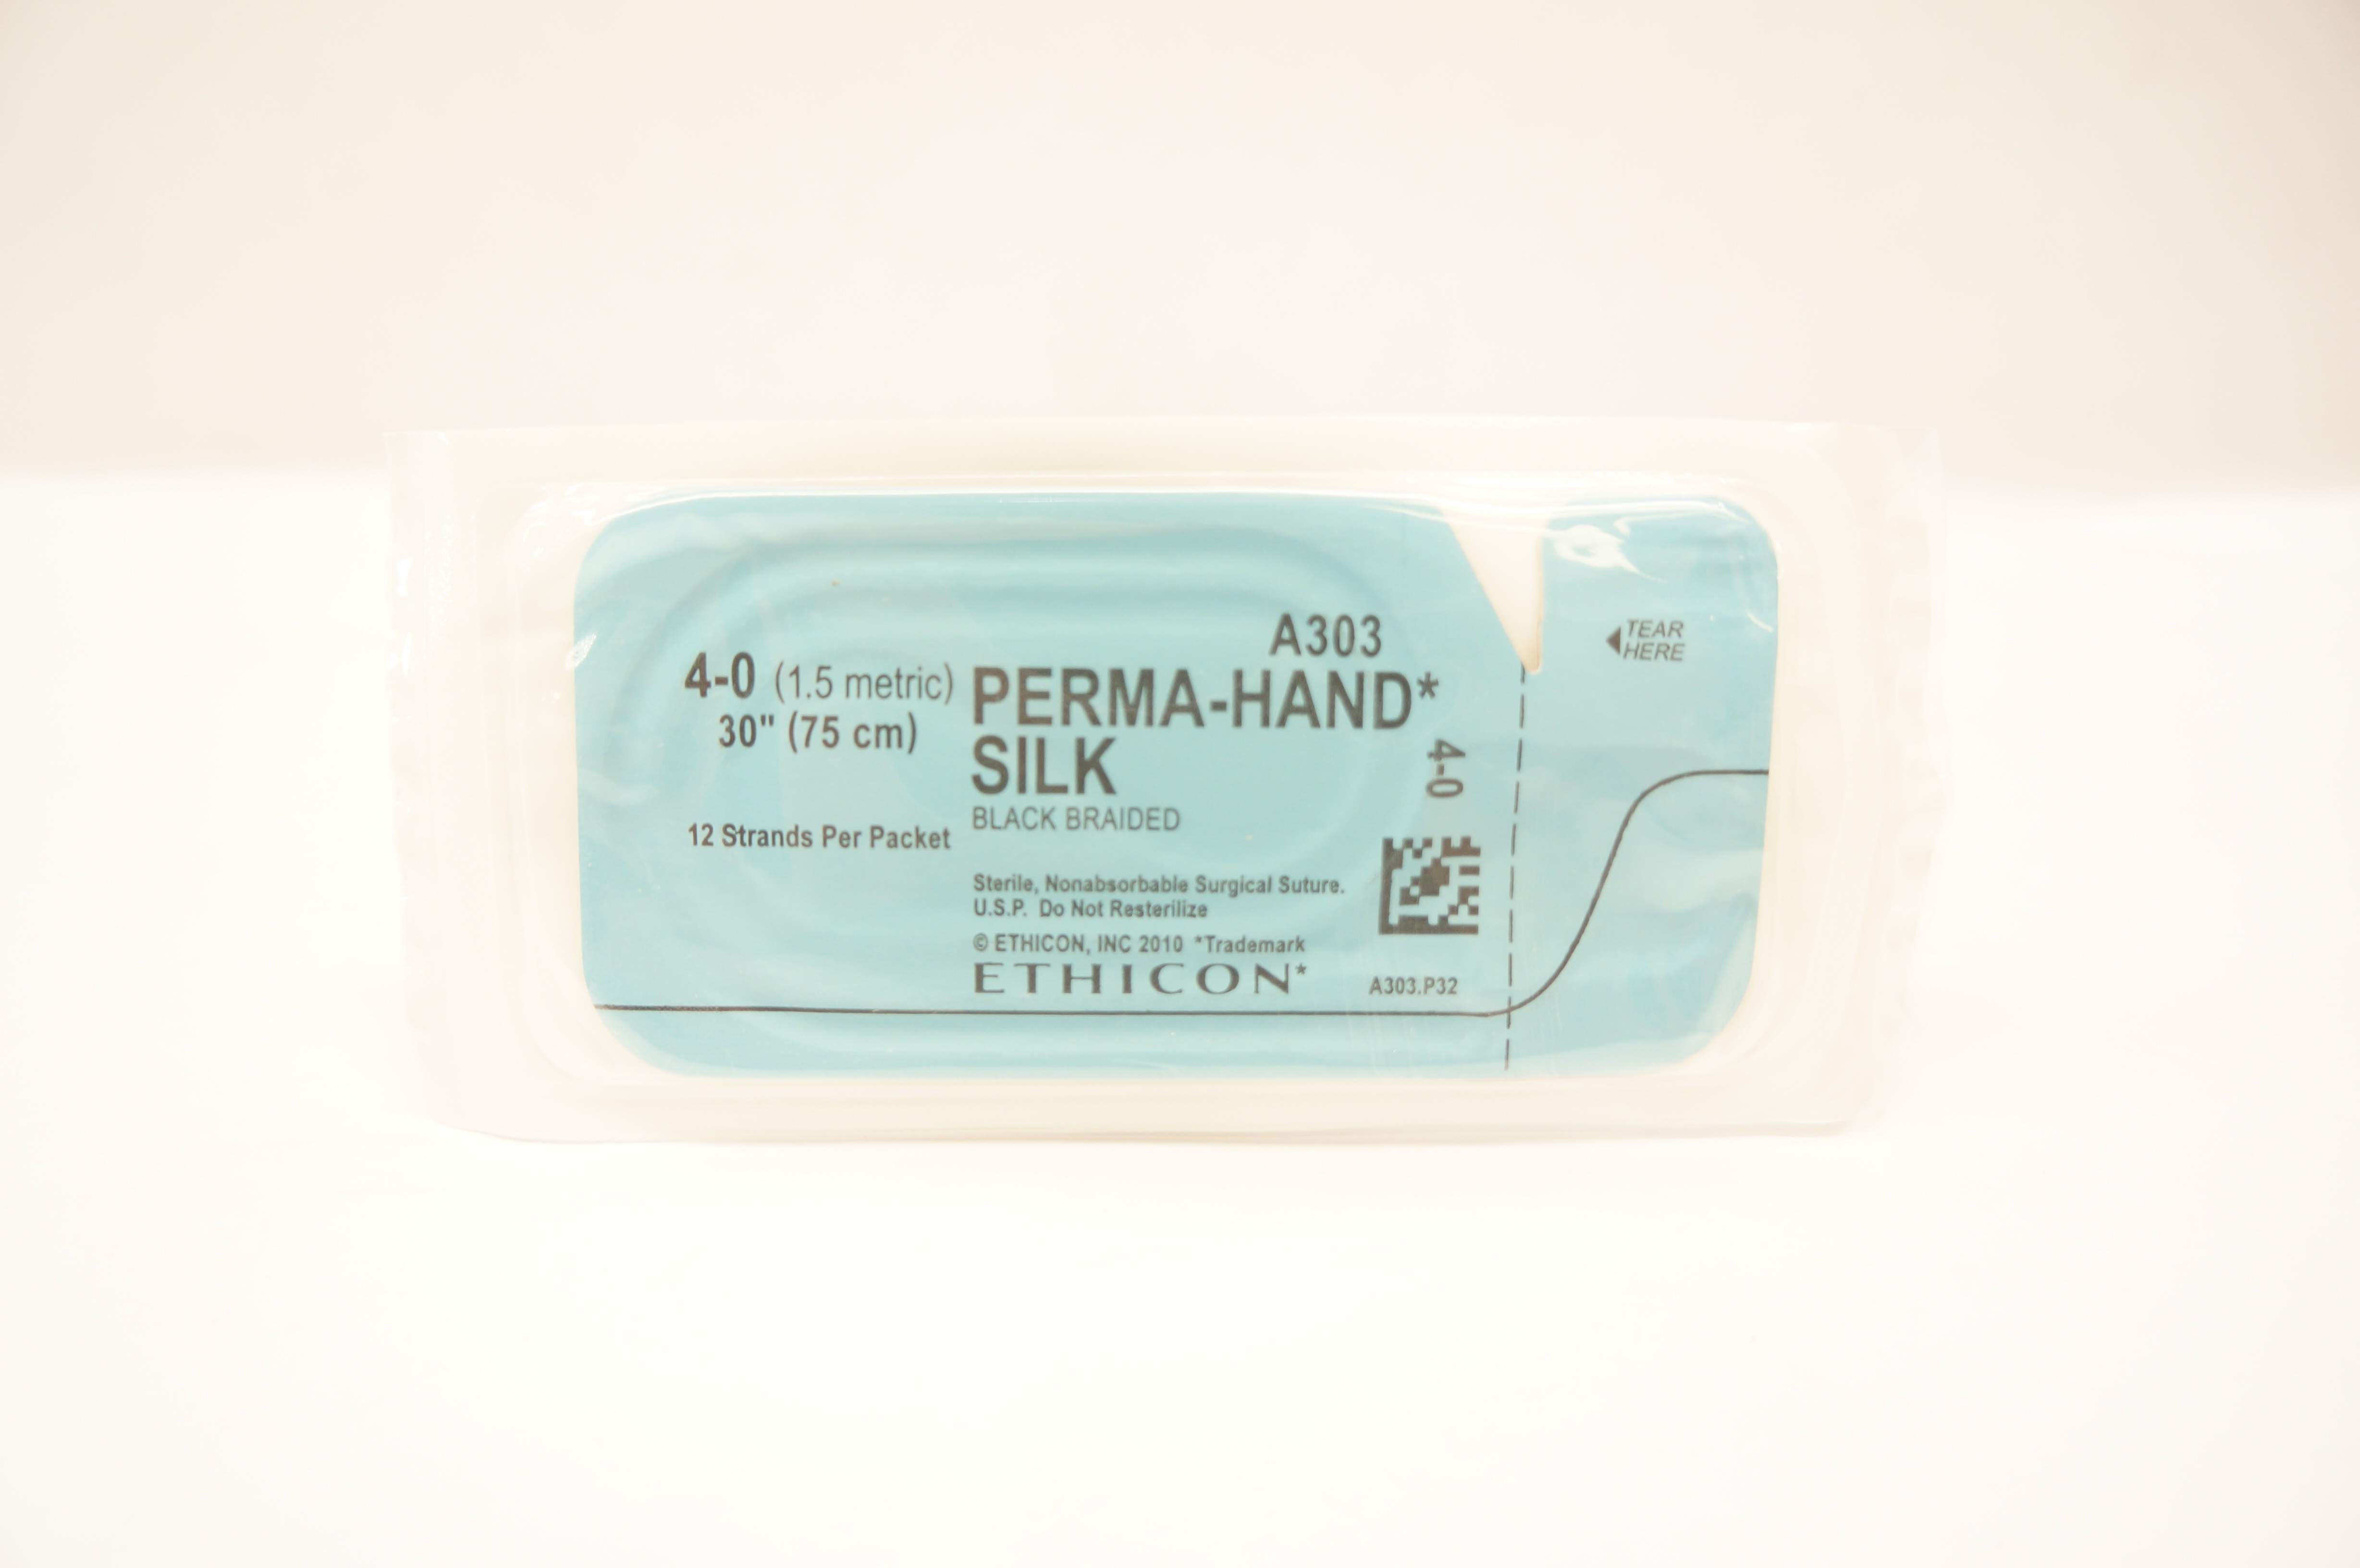 A303
4-0 (1.5 metric)
30" (75 cm)
12 Strands Per Packet
PERMA-HAND*
SILK
BLACK BRAIDED
4-0
Sterile, Nonabsorbable Surgical Suture.
U.S.P. Do Not Resterilize
© ETHICON, INC 2010 *Trademark
ETHICON*
A303.P32
TEAR
HERE